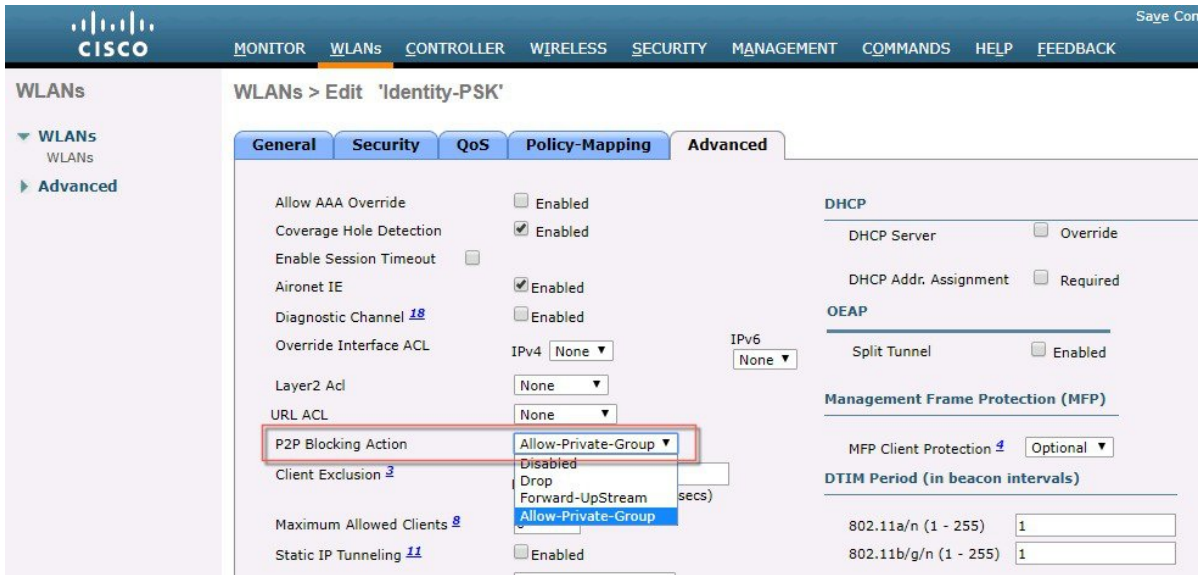 Save Con
CISCO MONITOR WLANs CONTROLLER WIRELESS SECURITY MANAGEMENT COMMANDS HELP FEEDBACK
WLANs
WLANs > Edit 'Identity-PSK'
WLANs
WLANs
Advanced
General Security QoS Policy-Mapping Advanced
Allow AAA Override Enabled
Coverage Hole Detection Enabled
Enable Session Timeout
Aironet IE Enabled
Diagnostic Channel 18 Enabled
Override Interface ACL IPv4 None IPv6 None
Layer2 Acl None
URL ACL None
P2P Blocking Action Allow-Private-Group
Disabled
Drop
Forward-UpStream
Allow-Private-Group
Client Exclusion 3 secs)
Maximum Allowed Clients 8
Static IP Tunneling 11 Enabled
DHCP
DHCP Server Override
DHCP Addr. Assignment Required
OEAP
Split Tunnel Enabled
Management Frame Protection (MFP)
MFP Client Protection 4 Optional
DTIM Period (in beacon intervals)
802.11a/n (1 - 255) 1
802.11b/g/n (1 - 255) 1